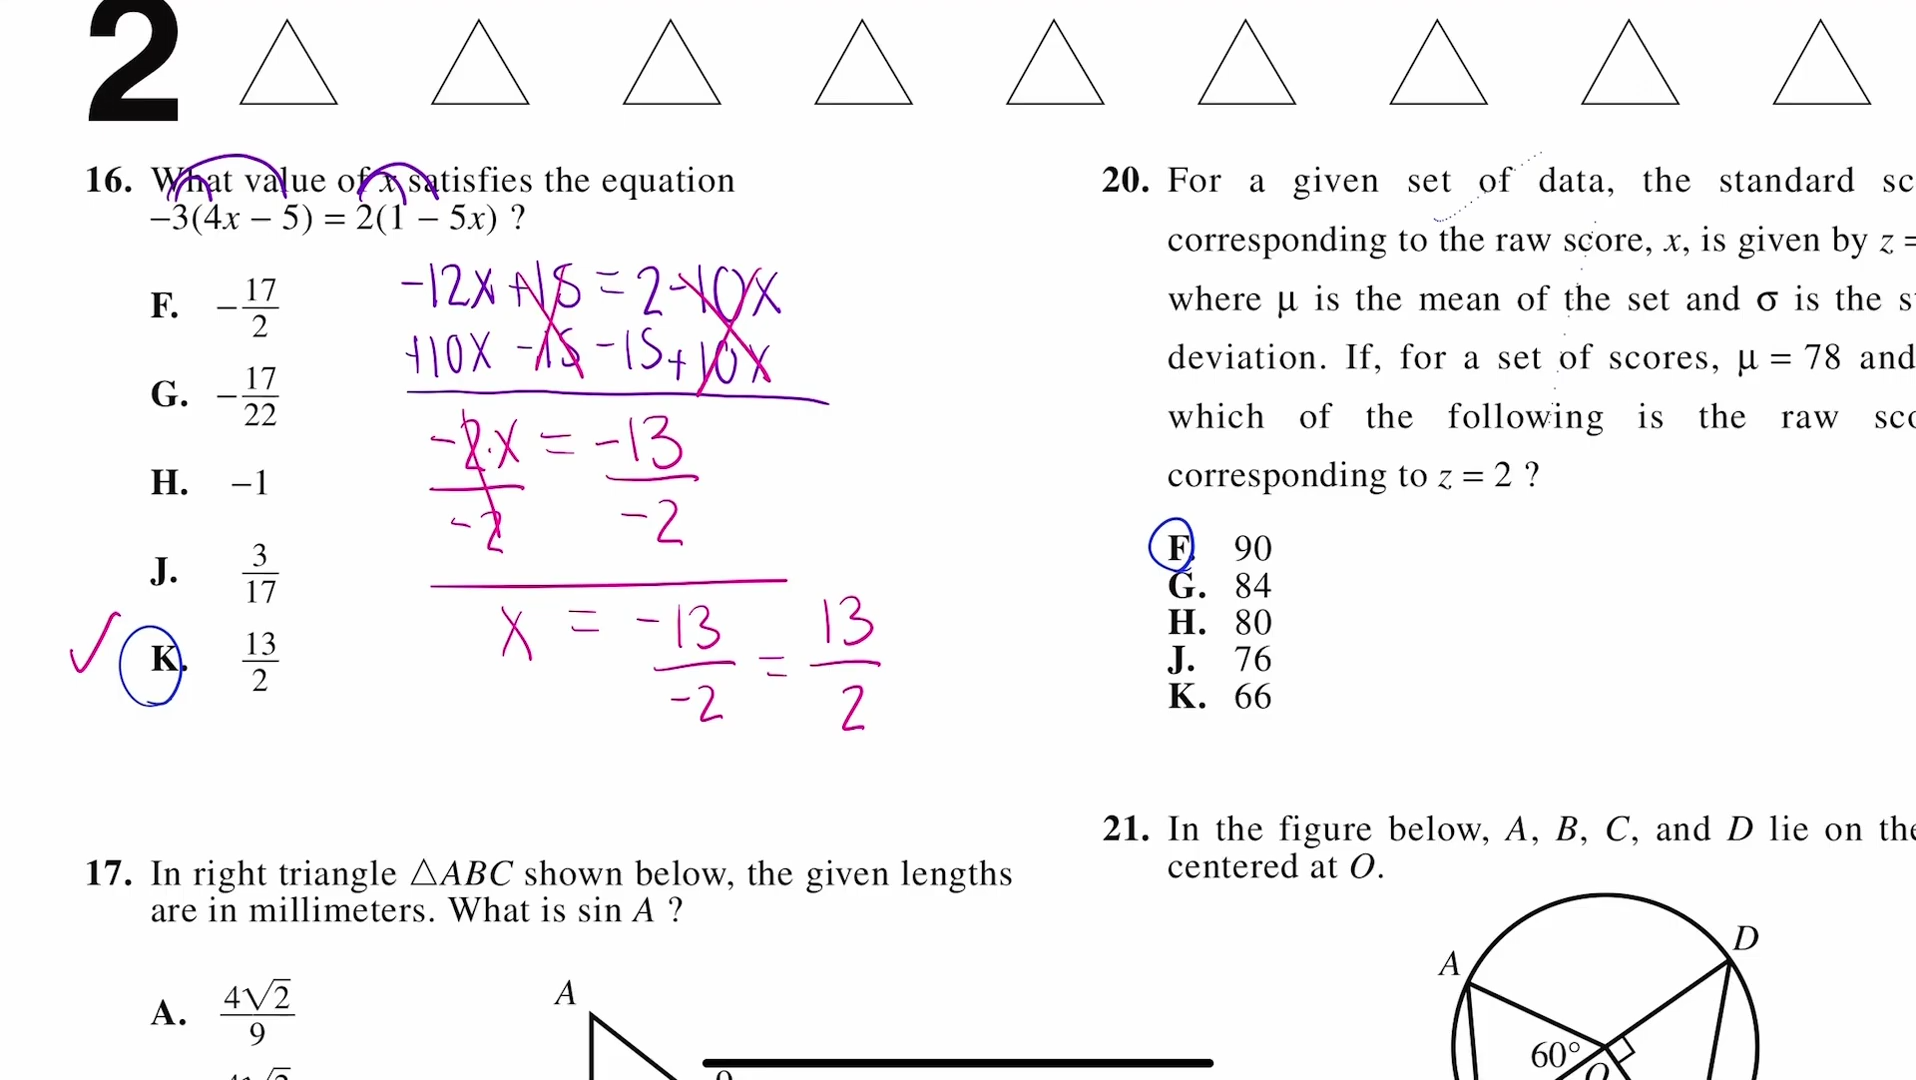 2
16. What value of x satisfies the equation
−3(4x − 5) = 2(1 − 5x) ?
F. −17/2
G. −17/22
H. −1
J. 3/17
K. 13/2
-12x +15 = 2 -10x
+10x -15 -15 + 10x
-2·x = -13
-2 -2
x = -13/-2 = 13/2
17. In right triangle △ABC shown below, the given lengths
are in millimeters. What is sin A ?
A. 4√2/9
A
20. For a given set of data, the standard sc
corresponding to the raw score, x, is given by z =
where μ is the mean of the set and σ is the s
deviation. If, for a set of scores, μ = 78 and
which of the following is the raw sco
corresponding to z = 2 ?
F. 90
G. 84
H. 80
J. 76
K. 66
21. In the figure below, A, B, C, and D lie on the
centered at O.
D
A
60°
O